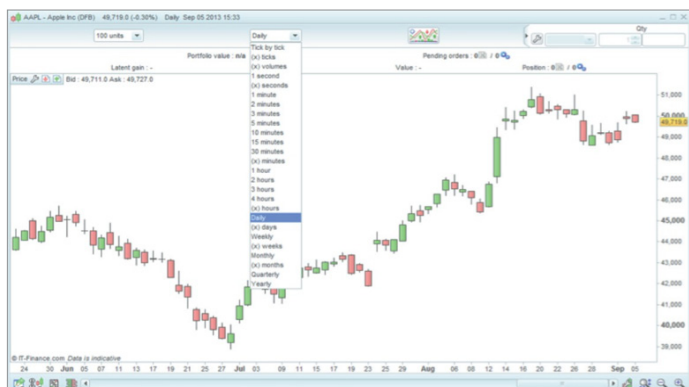 AAPL - Apple Inc (DFB) 49,719.0 (-0.30%) Daily Sep 05 2013 15:33
100 units Daily Qty
Portfolio value : n/a Pending orders : 0 / 0
Latent gain : - Value : - Position : 0 / 0
Price Bid : 49,711.0 Ask : 49,727.0
Tick by tick
(x) ticks
(x) volumes
1 second
(x) seconds
1 minute
2 minutes
3 minutes
5 minutes
10 minutes
15 minutes
30 minutes
(x) minutes
1 hour
2 hours
3 hours
4 hours
(x) hours
Daily
(x) days
Weekly
(x) weeks
Monthly
(x) months
Quarterly
Yearly
51,000
50,000
49,719.0
48,000
47,000
46,000
45,000
44,000
43,000
42,000
41,000
40,000
39,000
© IT-Finance.com Data is indicative
24 30 Jun 05 07 11 13 17 19 21 25 27 Jul 03 09 11 15 17 19 23 25 29 Aug 06 08 12 14 16 20 22 26 28 Sep 05